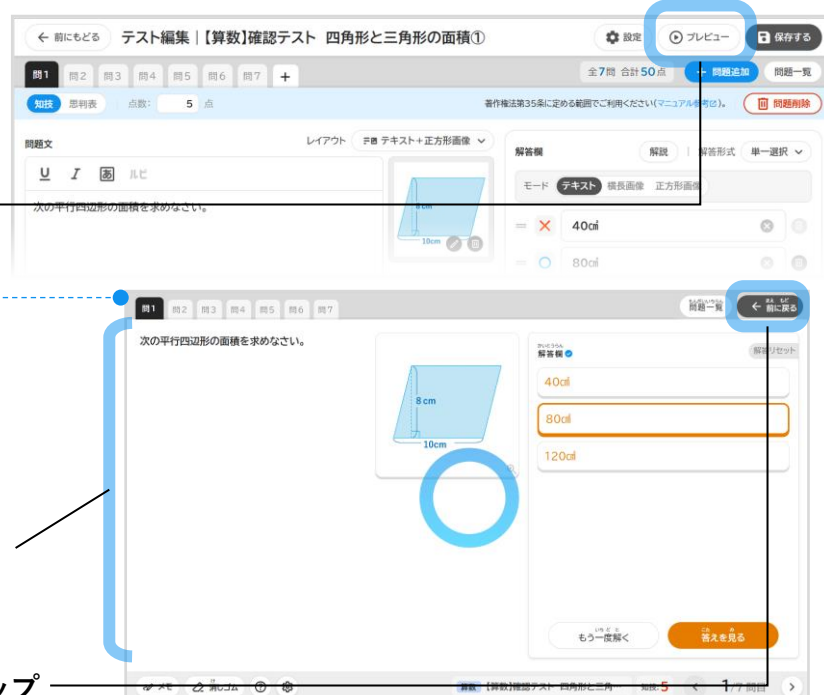 ← 前にもどる テスト編集｜【算数】確認テスト 四角形と三角形の面積① 設定 プレビュー 保存する
問1 問2 問3 問4 問5 問6 問7 + 全7問 合計50点 + 問題追加 問題一覧
知技 思判表 点数: 5 点 著作権法第35条に定める範囲でご利用ください(マニュアル参考)。 問題削除
問題文 レイアウト テキスト+正方形画像 解答欄 解説 解答形式 単一選択
U I あ ルビ
モード テキスト 横長画像 正方形画像
次の平行四辺形の面積を求めなさい。
8cm
10cm
= × 40㎠
= ○ 80㎠
問1 問2 問3 問4 問5 問6 問7 問題一覧 ← 前に戻る
次の平行四辺形の面積を求めなさい。
8cm
10cm
解答欄 解答リセット
40㎠
80㎠
120㎠
もう一度解く 答えを見る
ップ
メモ 消しゴム 算数 【算数】確認テスト 四角形と三角 知技:5 < 1/7 問目 >